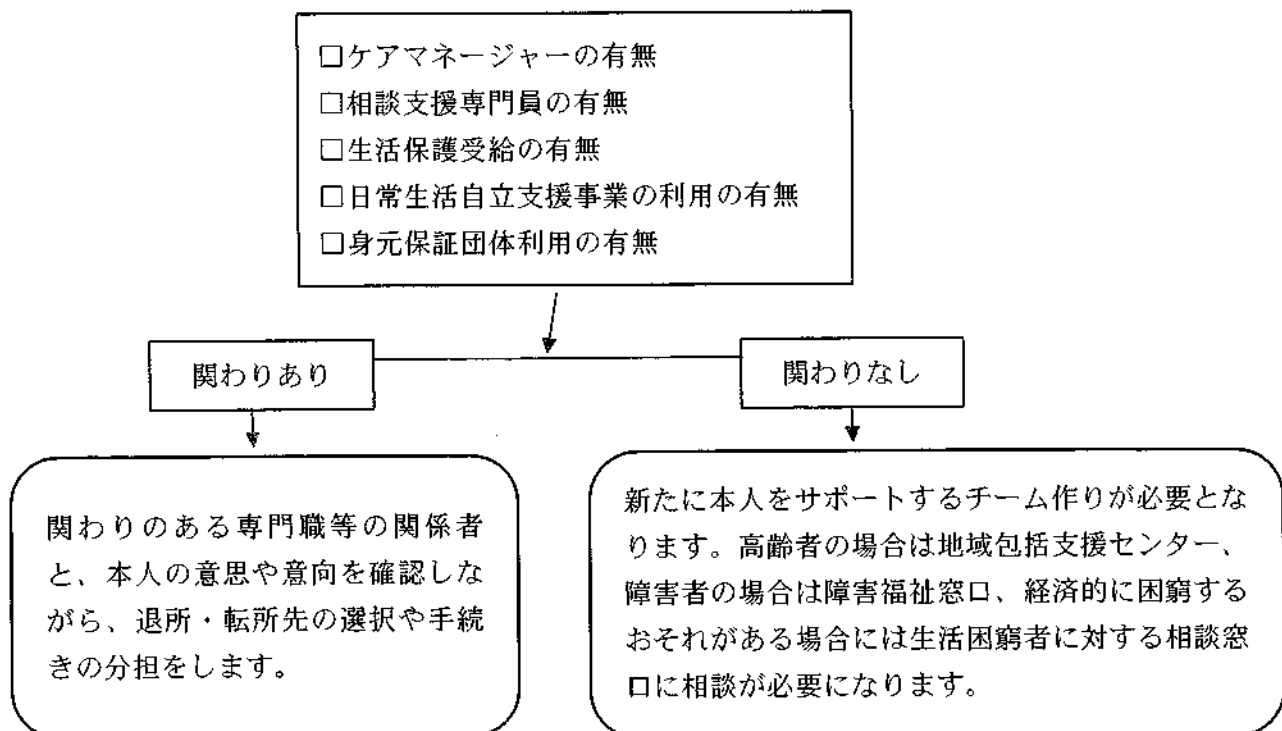 □ケアマネージャーの有無
□相談支援専門員の有無
□生活保護受給の有無
□日常生活自立支援事業の利用の有無
□身元保証団体利用の有無
関わりあり
関わりなし
関わりのある専門職等の関係者
と、本人の意思や意向を確認しな
がら、退所・転所先の選択や手続
きの分担をします。
新たに本人をサポートするチーム作りが必要とな
ります。高齢者の場合は地域包括支援センター、
障害者の場合は障害福祉窓口、経済的に困窮する
おそれがある場合には生活困窮者に対する相談窓
口に相談が必要になります。